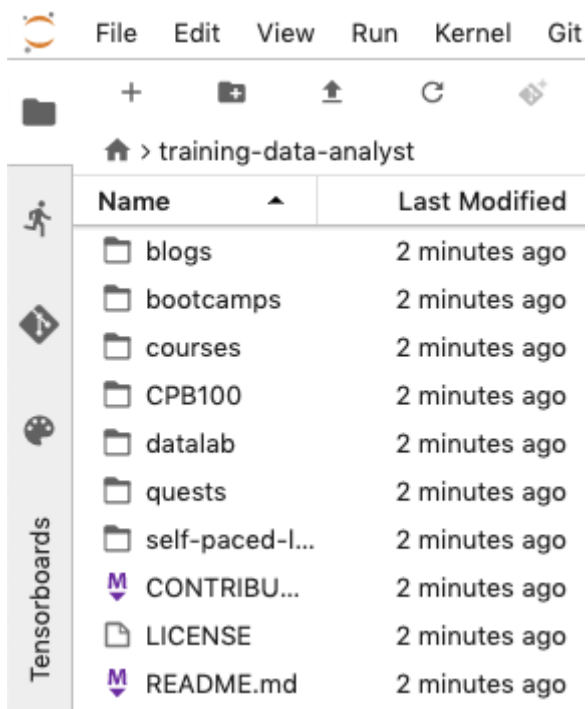 File Edit View Run Kernel Git
> training-data-analyst
Name Last Modified
blogs 2 minutes ago
bootcamps 2 minutes ago
courses 2 minutes ago
CPB100 2 minutes ago
datalab 2 minutes ago
quests 2 minutes ago
self-paced-l... 2 minutes ago
CONTRIBU... 2 minutes ago
LICENSE 2 minutes ago
README.md 2 minutes ago
Tensorboards